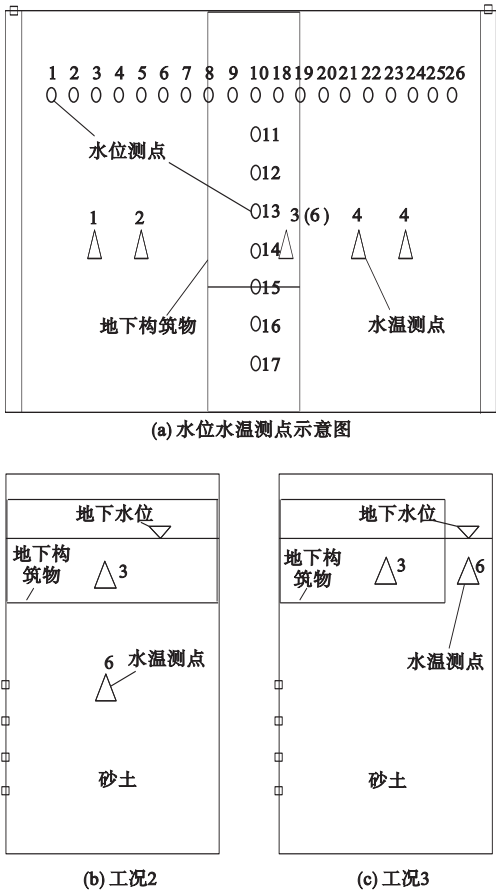 1 2 3 4 5 6 7 8 9 10 18 19 20 21 22 23 24 25 26
11
水位测点
12
13
1 2 3 (6) 4 4
14
15
地下构筑物
16
水温测点
17
(a) 水位水温测点示意图
地下水位
地下构
筑物
3
6
水温测点
砂土
(b) 工况2
地下水位
地下构
筑物
3
6
水温测点
砂土
(c) 工况3